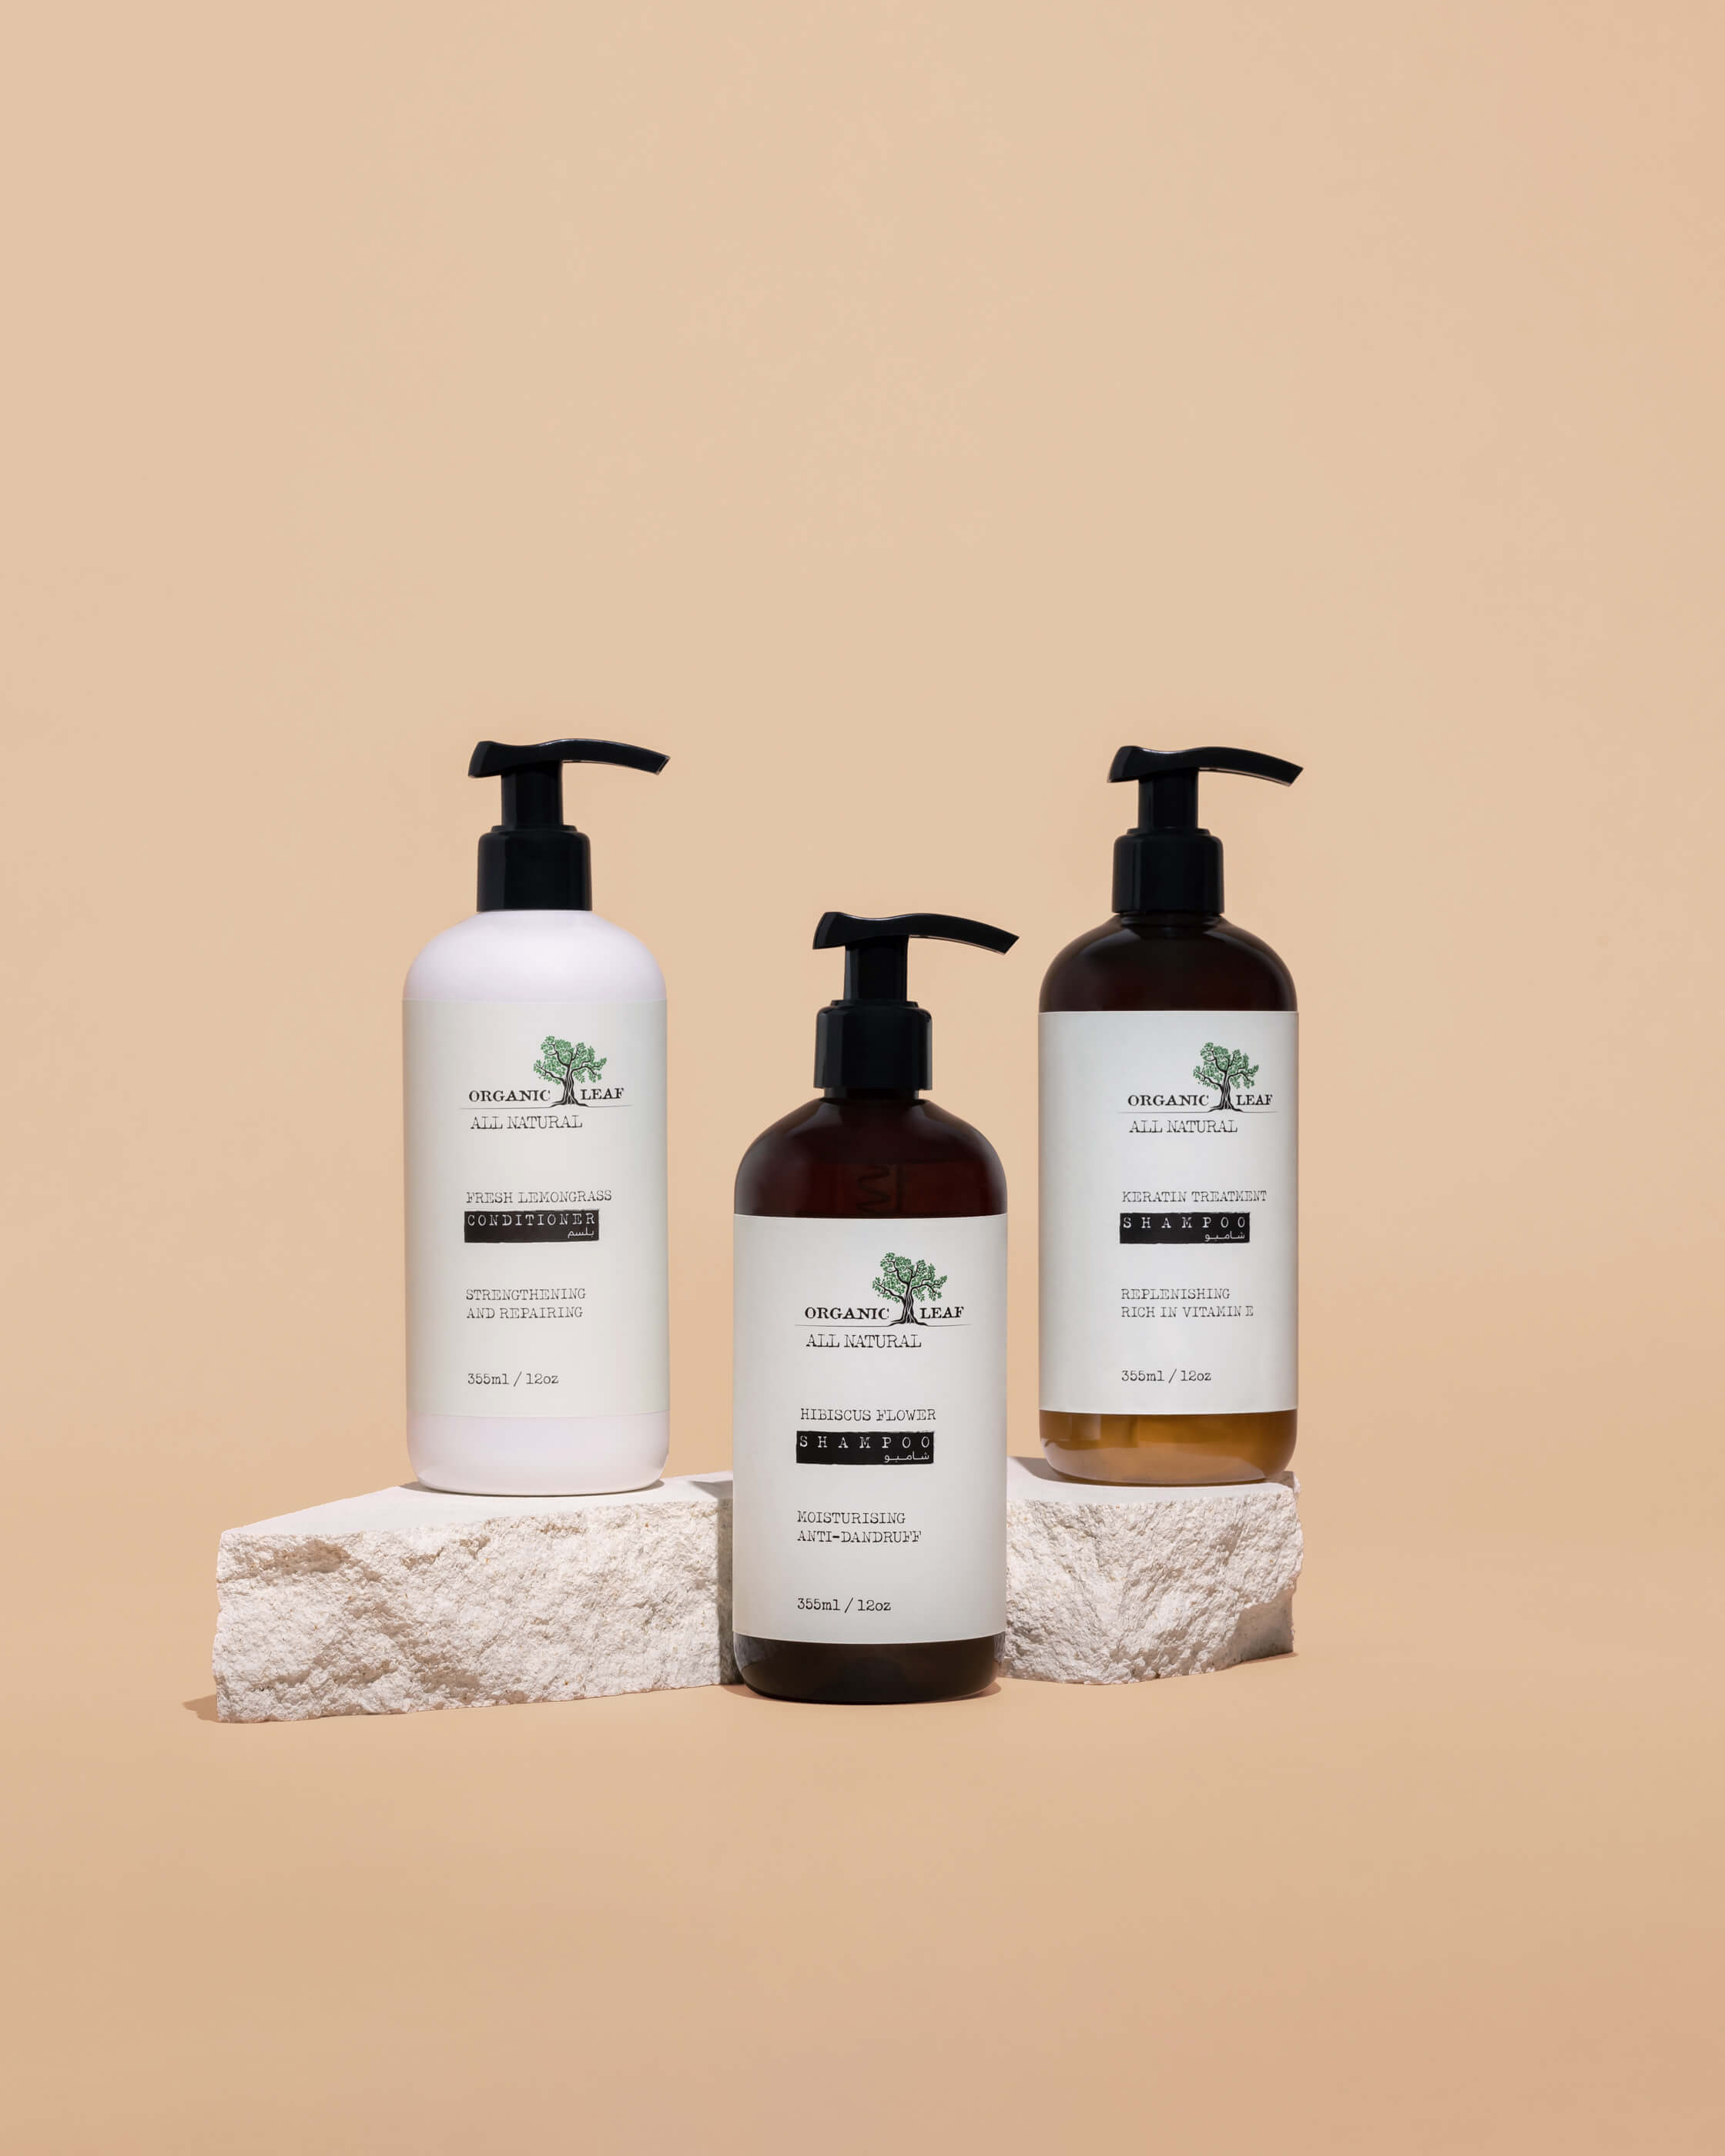 ORGANIC LEAF
ALL NATURAL
FRESH LEMONGRASS
CONDITIONER
بلسم
STRENGTHENING
AND REPAIRING
355ml / 12oz
ORGANIC LEAF
ALL NATURAL
HIBISCUS FLOWER
SHAMPOO
شامبو
MOISTURISING
ANTI-DANDRUFF
355ml / 12oz
ORGANIC LEAF
ALL NATURAL
KERATIN TREATMENT
SHAMPOO
شامبو
REPLENISHING
RICH IN VITAMIN E
355ml / 12oz